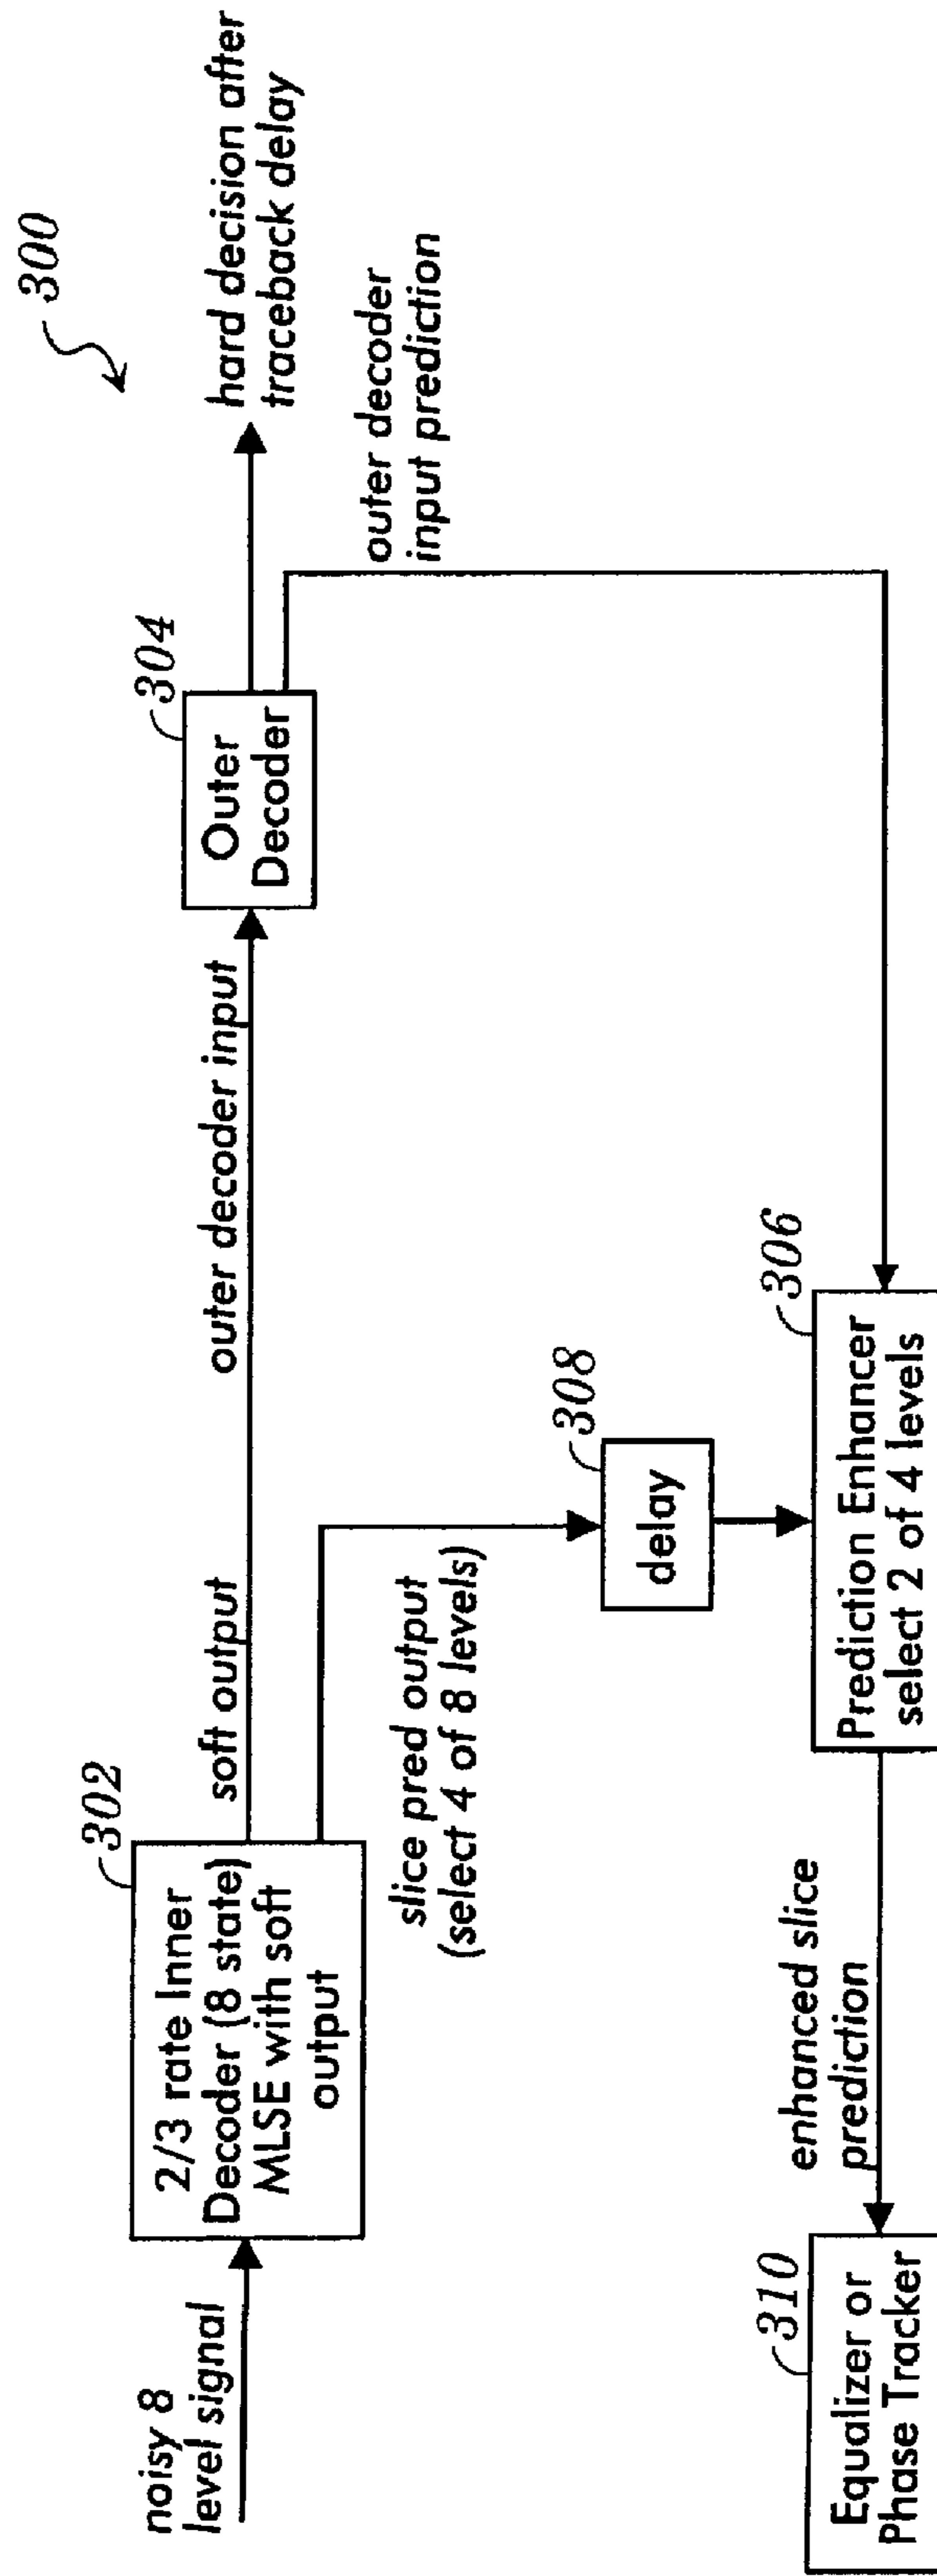 300
noisy 8
level signal
302
2/3 rate Inner
Decoder (8 state)
MLSE with soft
output
soft output
outer decoder input
304
Outer
Decoder
hard decision after
traceback delay
outer decoder
input prediction
slice pred output
(select 4 of 8 levels)
308
delay
306
Prediction Enhancer
select 2 of 4 levels
enhanced slice
prediction
310
Equalizer or
Phase Tracker